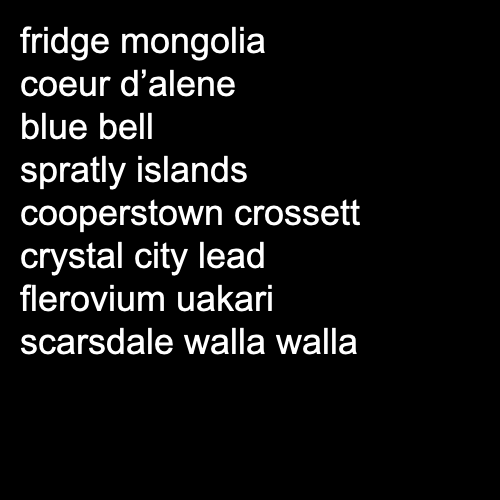 fridge mongolia
coeur d’alene
blue bell
spratly islands
cooperstown crossett
crystal city lead
flerovium uakari
scarsdale walla walla